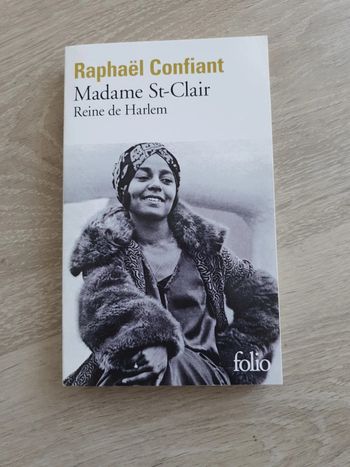 Raphaël Confiant
Madame St-Clair
Reine de Harlem
folio